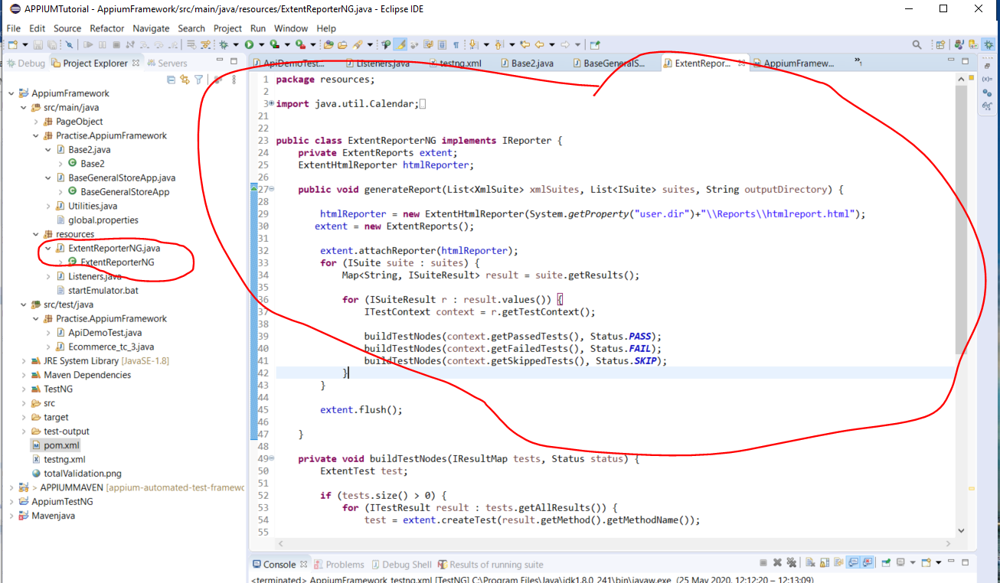 APPIUMTutorial - AppiumFramework/src/main/java/resources/ExtentReporterNG.java - Eclipse IDE
File Edit Source Refactor Navigate Search Project Run Window Help
Debug Project Explorer Servers
ApiDemoTest... Listeners.java testng.xml Base2.java BaseGeneralS... ExtentRepor... AppiumFramew... "1
AppiumFramework
src/main/java
PageObject
Practise.AppiumFramework
Base2.java
Base2
BaseGeneralStoreApp.java
BaseGeneralStoreApp
Utilities.java
global.properties
resources
ExtentReporterNG.java
ExtentReporterNG
Listeners.java
startEmulator.bat
src/test/java
Practise.AppiumFramework
ApiDemoTest.java
Ecommerce_tc_3.java
JRE System Library [JavaSE-1.8]
Maven Dependencies
TestNG
src
target
test-output
pom.xml
testng.xml
totalValidation.png
> APPIUMMAVEN [appium-automated-test-framewo
AppiumTestNG
Mavenjava
1 package resources;
2
3 import java.util.Calendar;
21
22
23 public class ExtentReporterNG implements IReporter {
24 private ExtentReports extent;
25 ExtentHtmlReporter htmlReporter;
26
27 public void generateReport(List<XmlSuite> xmlSuites, List<ISuite> suites, String outputDirectory) {
28
29 htmlReporter = new ExtentHtmlReporter(System.getProperty("user.dir")+"\\Reports\\htmlreport.html");
30 extent = new ExtentReports();
31
32 extent.attachReporter(htmlReporter);
33 for (ISuite suite : suites) {
34 Map<String, ISuiteResult> result = suite.getResults();
35
36 for (ISuiteResult r : result.values()) {
37 ITestContext context = r.getTestContext();
38
39 buildTestNodes(context.getPassedTests(), Status.PASS);
40 buildTestNodes(context.getFailedTests(), Status.FAIL);
41 buildTestNodes(context.getSkippedTests(), Status.SKIP);
42 }
43 }
44
45 extent.flush();
46
47 }
48
49 private void buildTestNodes(IResultMap tests, Status status) {
50 ExtentTest test;
51
52 if (tests.size() > 0) {
53 for (ITestResult result : tests.getAllResults()) {
54 test = extent.createTest(result.getMethod().getMethodName());
55
Console Problems Debug Shell Results of running suite
<terminated> AppiumFramework_testng.xml [TestNG] C:\Program Files\Java\jdk1.8.0_241\bin\javaw.exe (25 May 2020, 12:12:20 – 12:13:09)